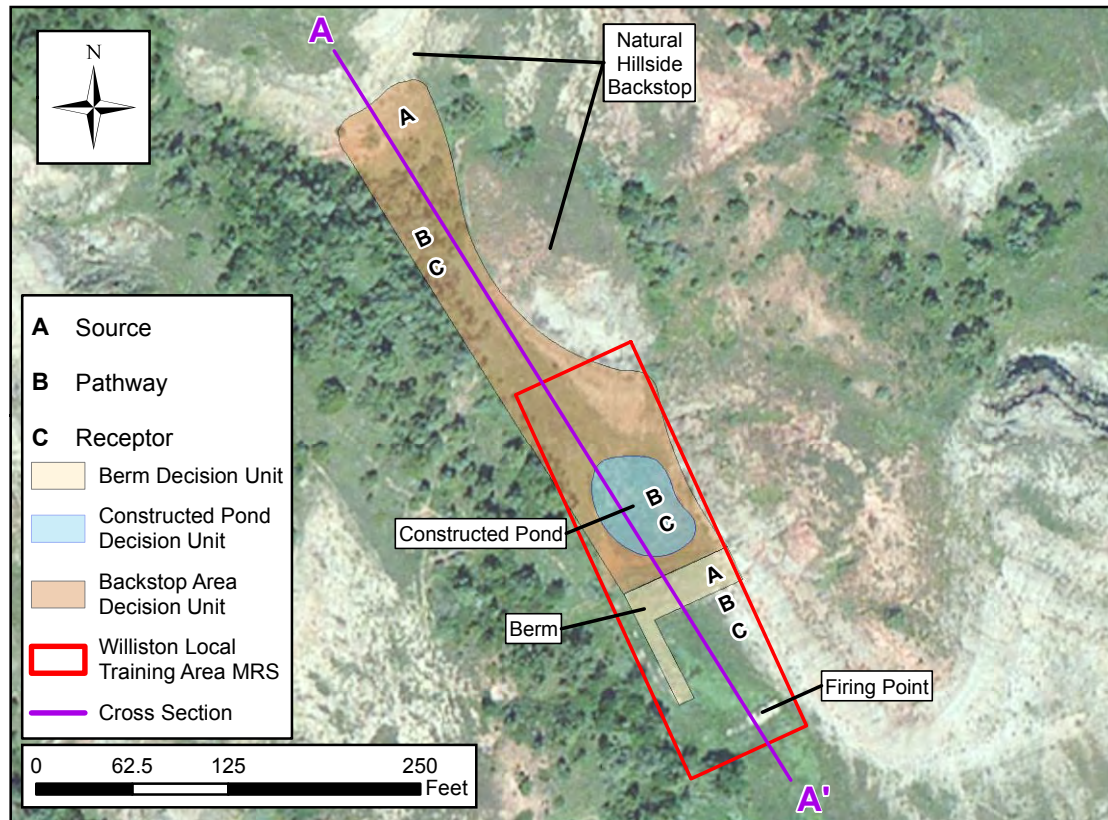 A
Natural
Hillside
Backstop
N
A
B
C
B
C
Constructed Pond
A
B
C
Berm
Firing Point
A'
A Source
B Pathway
C Receptor
Berm Decision Unit
Constructed Pond
Decision Unit
Backstop Area
Decision Unit
Williston Local
Training Area MRS
Cross Section
0 62.5 125 250
Feet